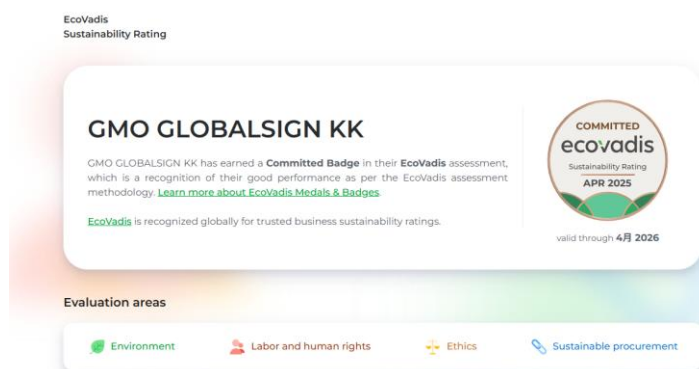 EcoVadis
Sustainability Rating
GMO GLOBALSIGN KK
GMO GLOBALSIGN KK has earned a Committed Badge in their EcoVadis assessment,
which is a recognition of their good performance as per the EcoVadis assessment
methodology. Learn more about EcoVadis Medals & Badges.
EcoVadis is recognized globally for trusted business sustainability ratings.
COMMITTED
ecovadis
Sustainability Rating
APR 2025
valid through 4月 2026
Evaluation areas
Environment
Labor and human rights
Ethics
Sustainable procurement